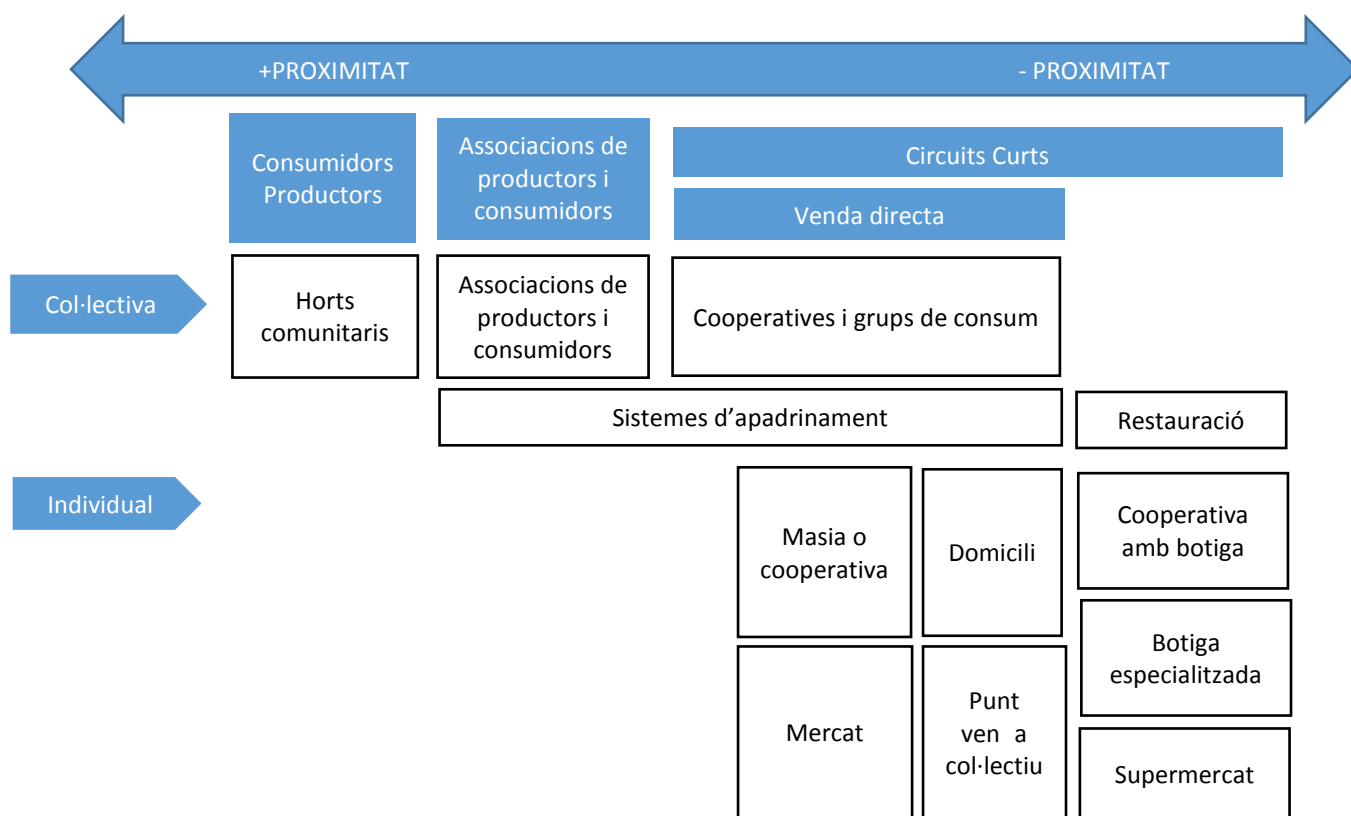 +PROXIMITAT
- PROXIMITAT
Consumidors
Productors
Associacions de
productors i
consumidors
Circuits Curts
Venda directa
Col·lectiva
Horts
comunitaris
Associacions de
productors i
consumidors
Cooperatives i grups de consum
Sistemes d'apadrinament
Restauració
Individual
Masia o
cooperativa
Domicili
Cooperativa
amb botiga
Botiga
especialitzada
Mercat
Punt
ven a
col·lectiu
Supermercat